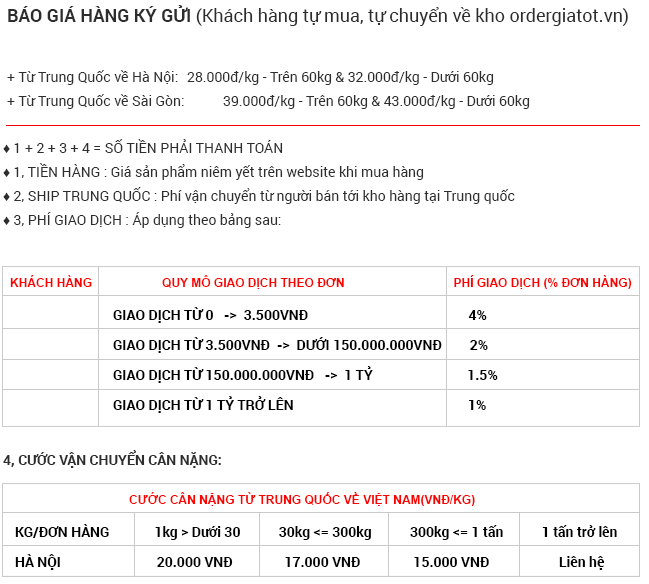 BÁO GIÁ HÀNG KÝ GỬI (Khách hàng tự mua, tự chuyển về kho ordergiatot.vn)
+ Từ Trung Quốc về Hà Nội: 28.000đ/kg - Trên 60kg & 32.000đ/kg - Dưới 60kg
+ Từ Trung Quốc về Sài Gòn: 39.000đ/kg - Trên 60kg & 43.000đ/kg - Dưới 60kg
♦ 1 + 2 + 3 + 4 = SỐ TIỀN PHẢI THANH TOÁN
♦ 1, TIỀN HÀNG : Giá sản phẩm niêm yết trên website khi mua hàng
♦ 2, SHIP TRUNG QUỐC : Phí vận chuyển từ người bán tới kho hàng tại Trung quốc
♦ 3, PHÍ GIAO DỊCH : Áp dụng theo bảng sau:
KHÁCH HÀNG QUY MÔ GIAO DỊCH THEO ĐƠN PHÍ GIAO DỊCH (% ĐƠN HÀNG)
GIAO DỊCH TỪ 0 -> 3.500VNĐ 4%
GIAO DỊCH TỪ 3.500VNĐ -> DƯỚI 150.000.000VNĐ 2%
GIAO DỊCH TỪ 150.000.000VNĐ -> 1 TỶ 1.5%
GIAO DỊCH TỪ 1 TỶ TRỞ LÊN 1%
4, CƯỚC VẬN CHUYỂN CÂN NẶNG:
CƯỚC CÂN NẶNG TỪ TRUNG QUỐC VỀ VIỆT NAM(VNĐ/KG)
KG/ĐƠN HÀNG 1kg > Dưới 30 30kg <= 300kg 300kg <= 1 tấn 1 tấn trở lên
HÀ NỘI 20.000 VNĐ 17.000 VNĐ 15.000 VNĐ Liên hệ